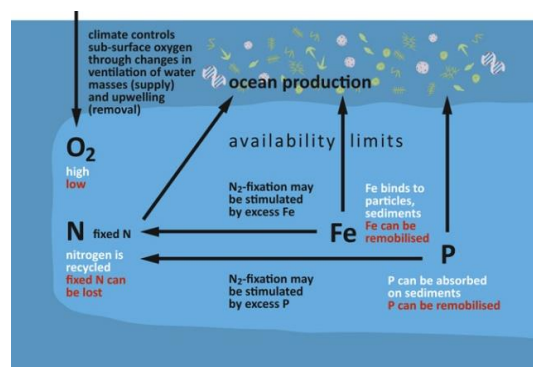 climate controls
sub-surface oxygen
through changes in
ventilation of water
masses (supply)
and upwelling
(removal)
ocean production
O₂
high
low
availability limits
N₂-fixation may
be stimulated
by excess Fe
Fe binds to
particles,
sediments
Fe can be
remobilised
N fixed N
Fe
nitrogen is
recycled
fixed N can
be lost
P
N₂-fixation may
be stimulated
by excess P
P can be absorbed
on sediments
P can be remobilised